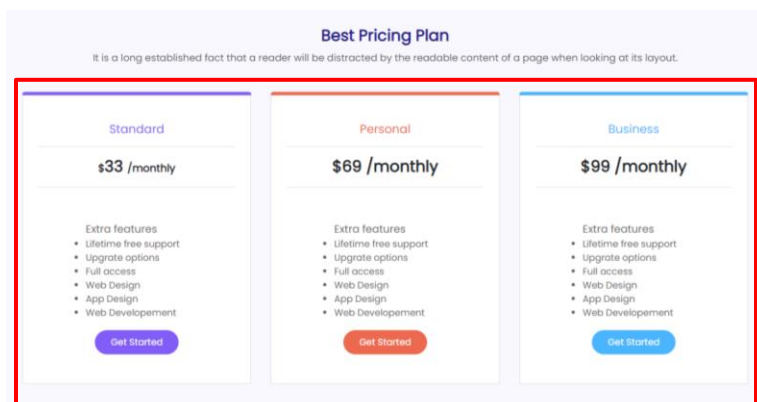 Best Pricing Plan
It is a long established fact that a reader will be distracted by the readable content of a page when looking at its layout.
Standard
$33 /monthly
Extra features
Lifetime free support
Upgrate options
Full access
Web Design
App Design
Web Developement
Get Started
Personal
$69 /monthly
Extra features
Lifetime free support
Upgrate options
Full access
Web Design
App Design
Web Developement
Get Started
Business
$99 /monthly
Extra features
Lifetime free support
Upgrate options
Full access
Web Design
App Design
Web Developement
Get Started